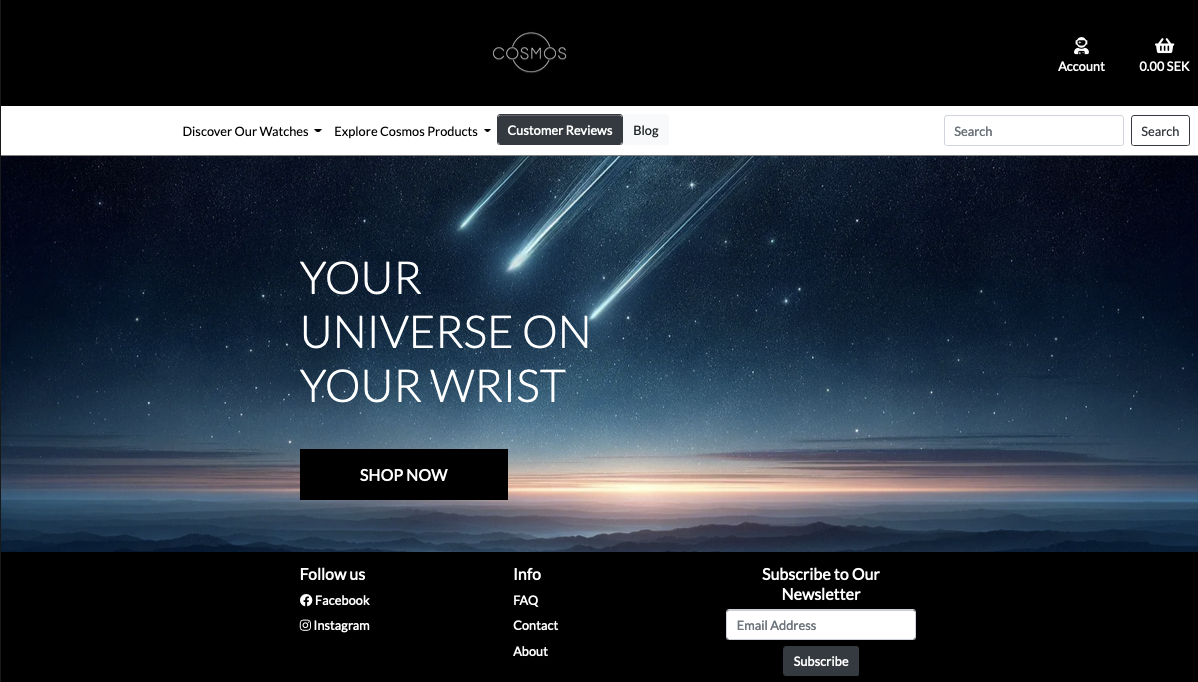 COSMOS
Account
0.00 SEK
Discover Our Watches
Explore Cosmos Products
Customer Reviews
Blog
Search
Search
YOUR
UNIVERSE ON
YOUR WRIST
SHOP NOW
Follow us
Facebook
Instagram
Info
FAQ
Contact
About
Subscribe to Our
Newsletter
Email Address
Subscribe